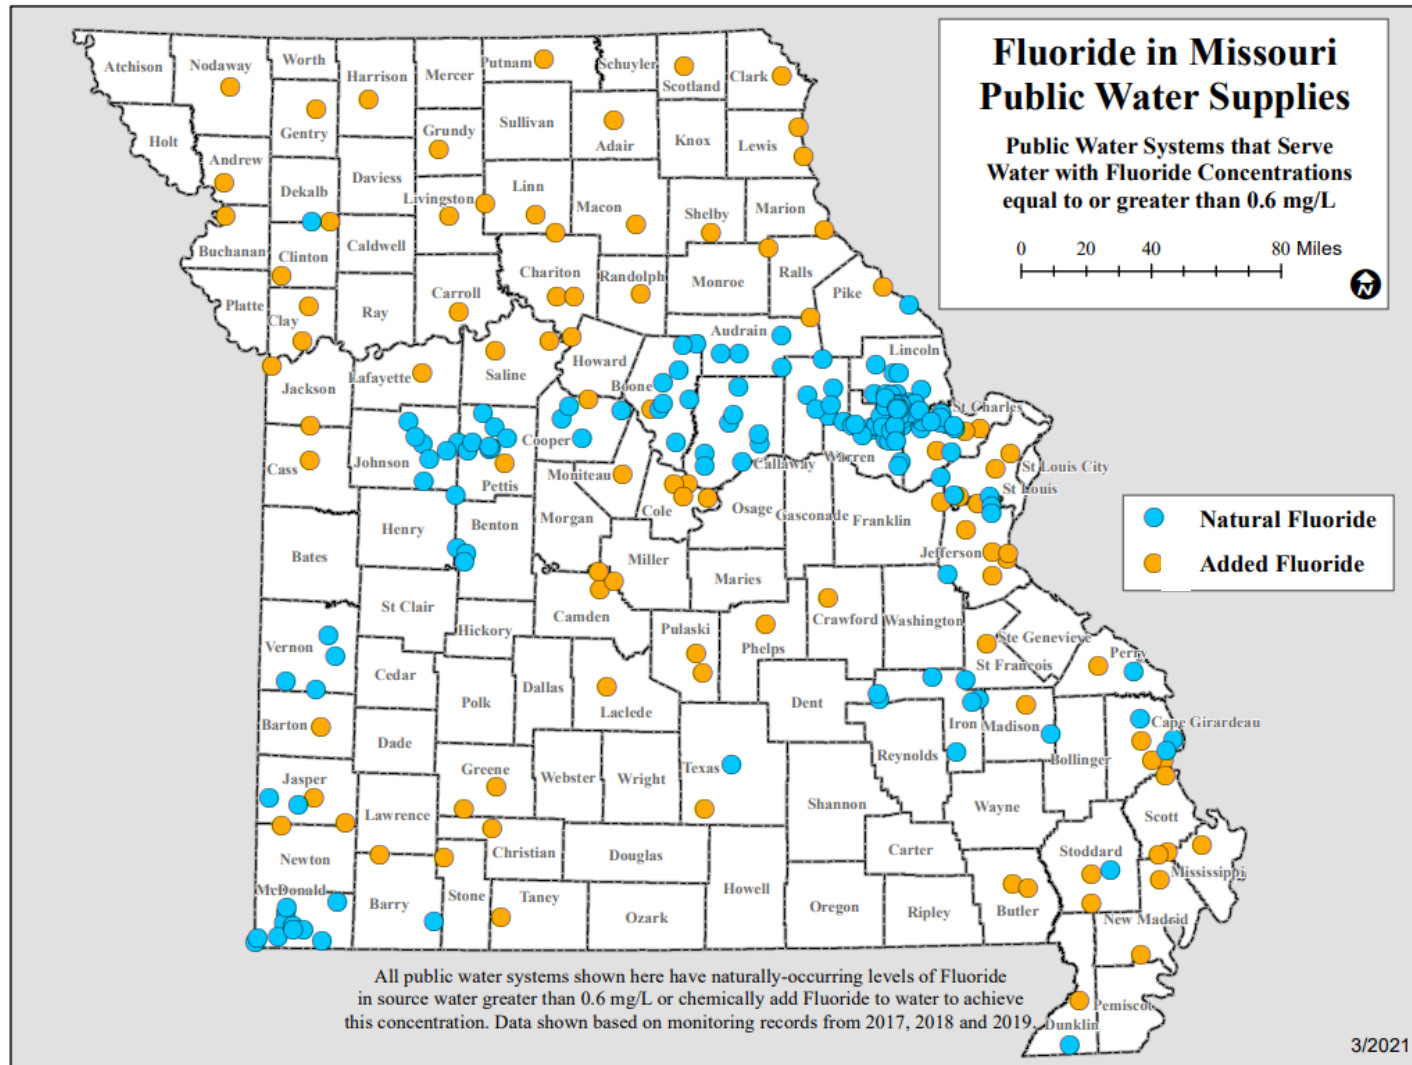 Fluoride in Missouri
Public Water Supplies
Public Water Systems that Serve
Water with Fluoride Concentrations
equal to or greater than 0.6 mg/L
0 20 40 80 Miles
N
Natural Fluoride
Added Fluoride
Atchison
Nodaway
Worth
Harrison
Mercer
Putnam
Schuyler
Scotland
Clark
Holt
Gentry
Grundy
Sullivan
Adair
Knox
Lewis
Andrew
Dekalb
Daviess
Livingston
Linn
Macon
Shelby
Marion
Buchanan
Clinton
Caldwell
Chariton
Randolph
Monroe
Ralls
Pike
Platte
Clay
Ray
Carroll
Audrain
Lincoln
Jackson
Lafayette
Saline
Howard
Boone
St Charles
Cass
Johnson
Pettis
Cooper
Moniteau
Callaway
Warren
St Louis City
St Louis
Bates
Henry
Benton
Morgan
Cole
Osage
Gasconade
Franklin
Jefferson
Miller
Maries
St Clair
Camden
Hickory
Pulaski
Phelps
Crawford
Washington
Ste Genevieve
St Francois
Perry
Vernon
Cedar
Polk
Dallas
Laclede
Dent
Iron
Madison
Cape Girardeau
Barton
Dade
Greene
Webster
Wright
Texas
Reynolds
Bollinger
Jasper
Lawrence
Shannon
Wayne
Scott
Newton
Christian
Douglas
Carter
Stoddard
Mississippi
McDonald
Barry
Stone
Taney
Ozark
Howell
Oregon
Ripley
Butler
New Madrid
Pemiscot
Dunklin
All public water systems shown here have naturally-occurring levels of Fluoride
in source water greater than 0.6 mg/L or chemically add Fluoride to water to achieve
this concentration. Data shown based on monitoring records from 2017, 2018 and 2019.
3/2021